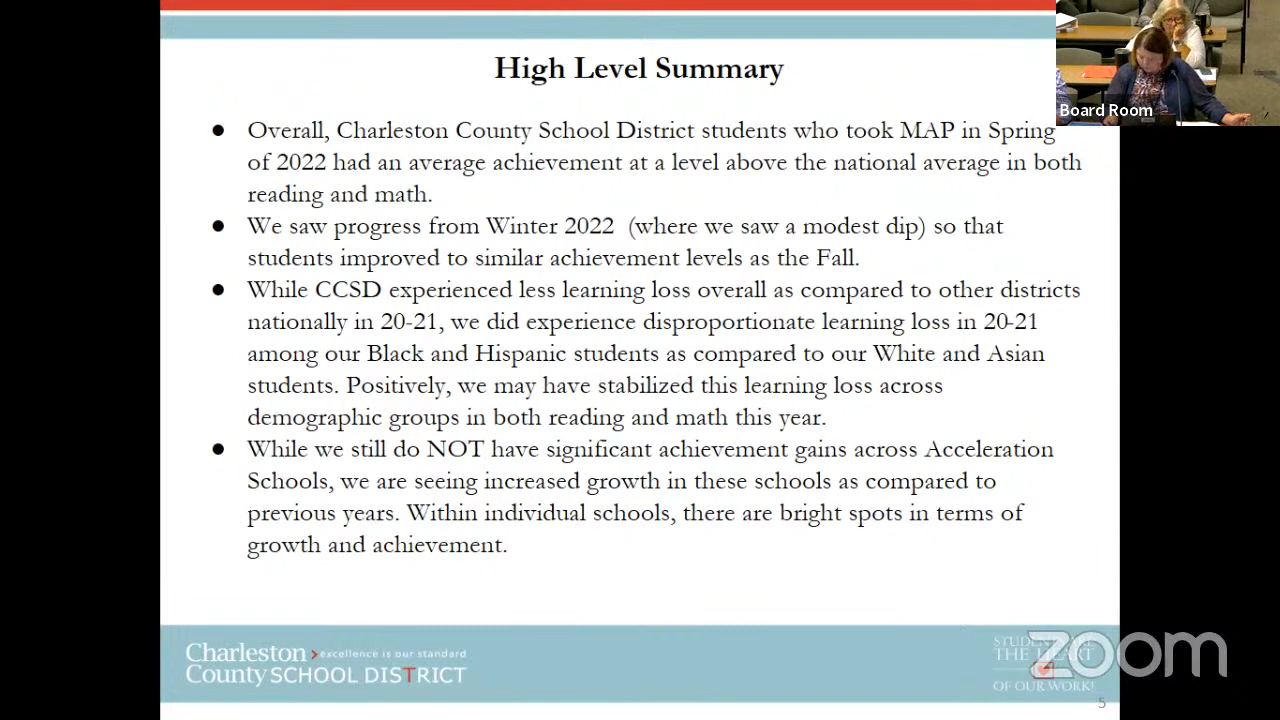 High Level Summary
Board Room
● Overall, Charleston County School District students who took MAP in Spring
of 2022 had an average achievement at a level above the national average in both
reading and math.
● We saw progress from Winter 2022 (where we saw a modest dip) so that
students improved to similar achievement levels as the Fall.
● While CCSD experienced less learning loss overall as compared to other districts
nationally in 20-21, we did experience disproportionate learning loss in 20-21
among our Black and Hispanic students as compared to our White and Asian
students. Positively, we may have stabilized this learning loss across
demographic groups in both reading and math this year.
● While we still do NOT have significant achievement gains across Acceleration
Schools, we are seeing increased growth in these schools as compared to
previous years. Within individual schools, there are bright spots in terms of
growth and achievement.
Charleston excellence is our standard
County SCHOOL DISTRICT
THE HEART
OF OUR WORK!
zoom
5